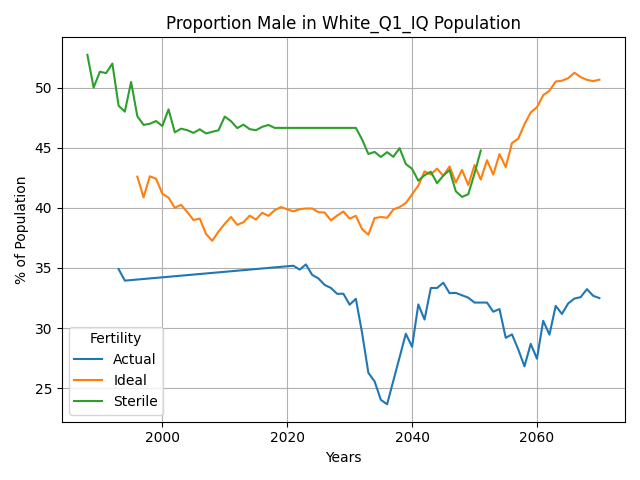 Proportion Male in White_Q1_IQ Population
% of Population
50
45
40
35
30
25
Fertility
Actual
Ideal
Sterile
2000
2020
2040
2060
Years